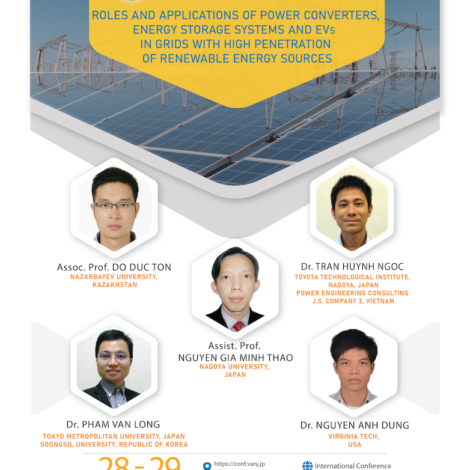 ROLES AND APPLICATIONS OF POWER CONVERTERS,
ENERGY STORAGE SYSTEMS AND EVs
IN GRIDS WITH HIGH PENETRATION
OF RENEWABLE ENERGY SOURCES
Assoc. Prof. DO DUC TON
NAZARBAYEV UNIVERSITY,
KAZAKHSTAN
Dr. TRAN HUYNH NGOC
TOYOTA TECHNOLOGICAL INSTITUTE,
NAGOYA, JAPAN
POWER ENGINEERING CONSULTING
J.S. COMPANY 2, VIETNAM
Assist. Prof.
NGUYEN GIA MINH THAO
NAGOYA UNIVERSITY,
JAPAN
Dr. PHAM VAN LONG
TOKYO METROPOLITAN UNIVERSITY, JAPAN
SOONGSIL UNIVERSITY, REPUBLIC OF KOREA
Dr. NGUYEN ANH DUNG
VIRGINIA TECH,
USA
28 - 29
https://conf.vanj.jp
International Conference